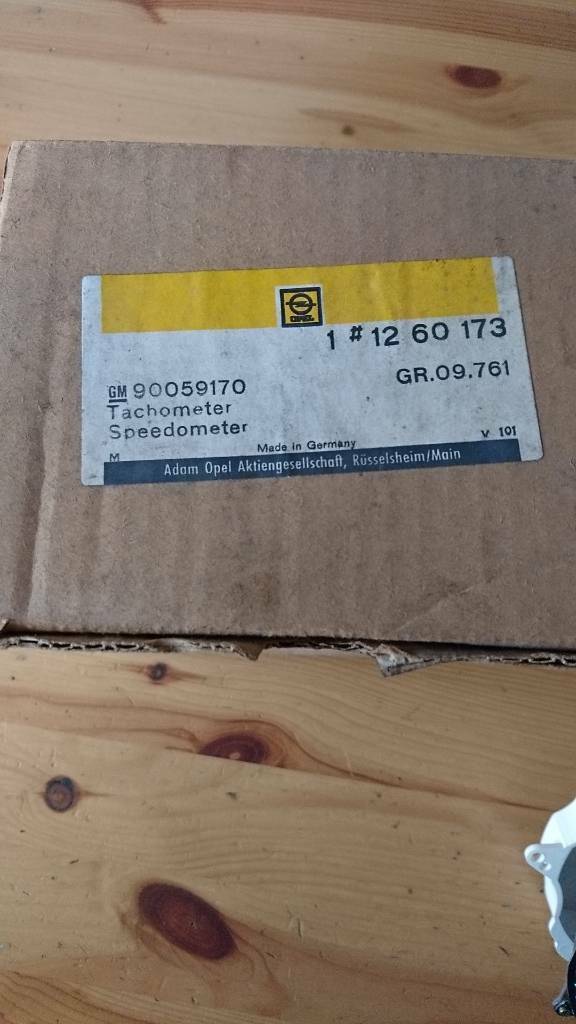 OPEL
1 # 12 60 173
GR.09.761
GM 90059170
Tachometer
Speedometer
M
Made in Germany
V 101
Adam Opel Aktiengesellschaft, Rüsselsheim/Main